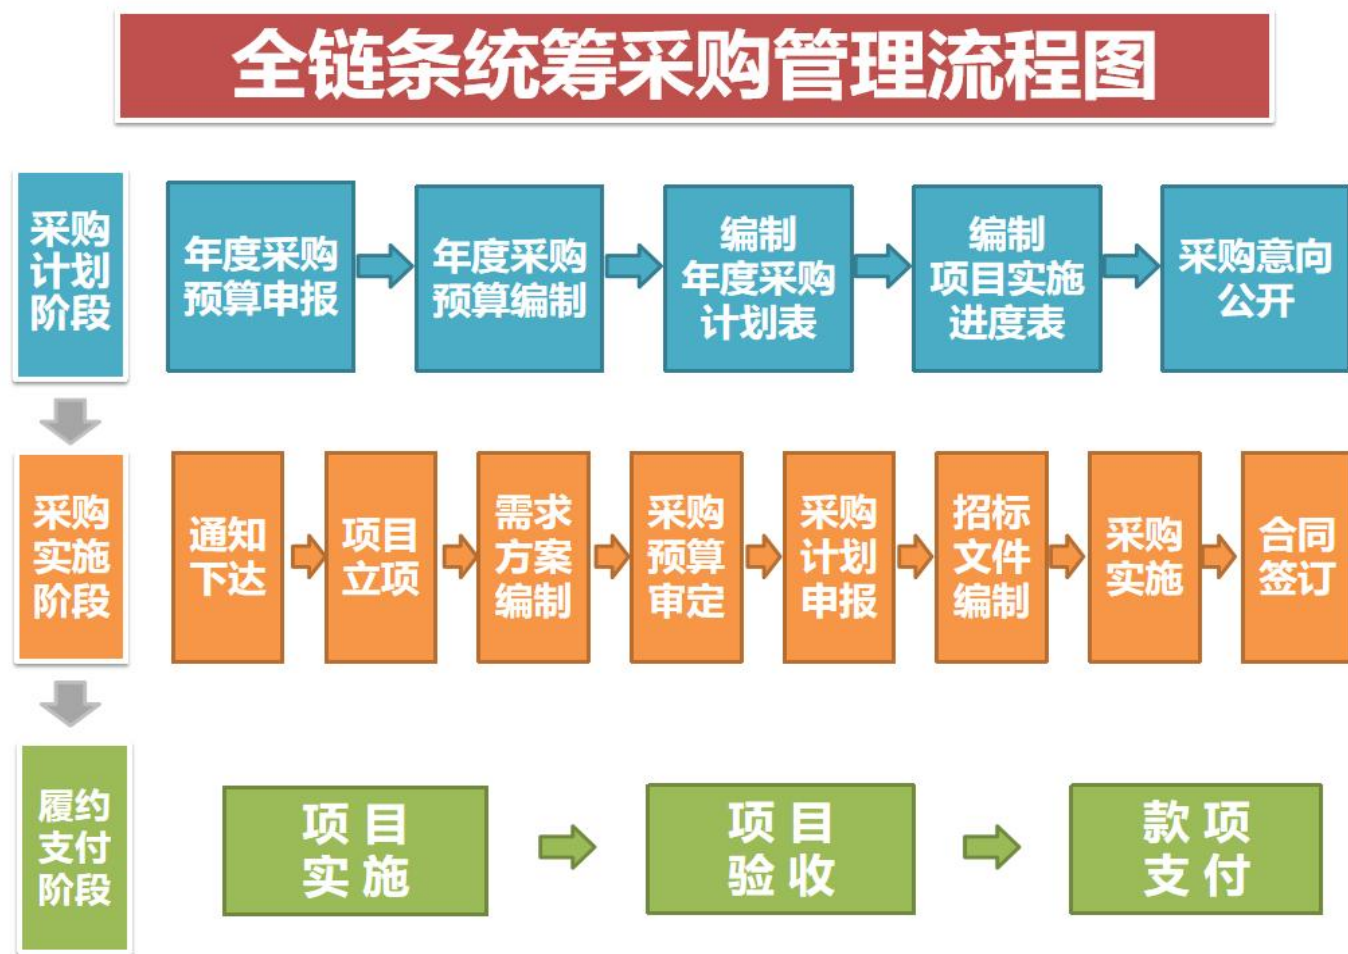 全链条统筹采购管理流程图
采购
计划
阶段
年度采购
预算申报
年度采购
预算编制
编制
年度采购
计划表
编制
项目实施
进度表
采购意向
公开
采购
实施
阶段
通知
下达
项目
立项
需求
方案
编制
采购
预算
审定
采购
计划
申报
招标
文件
编制
采购
实施
合同
签订
履约
支付
阶段
项 目
实 施
项 目
验 收
款 项
支 付